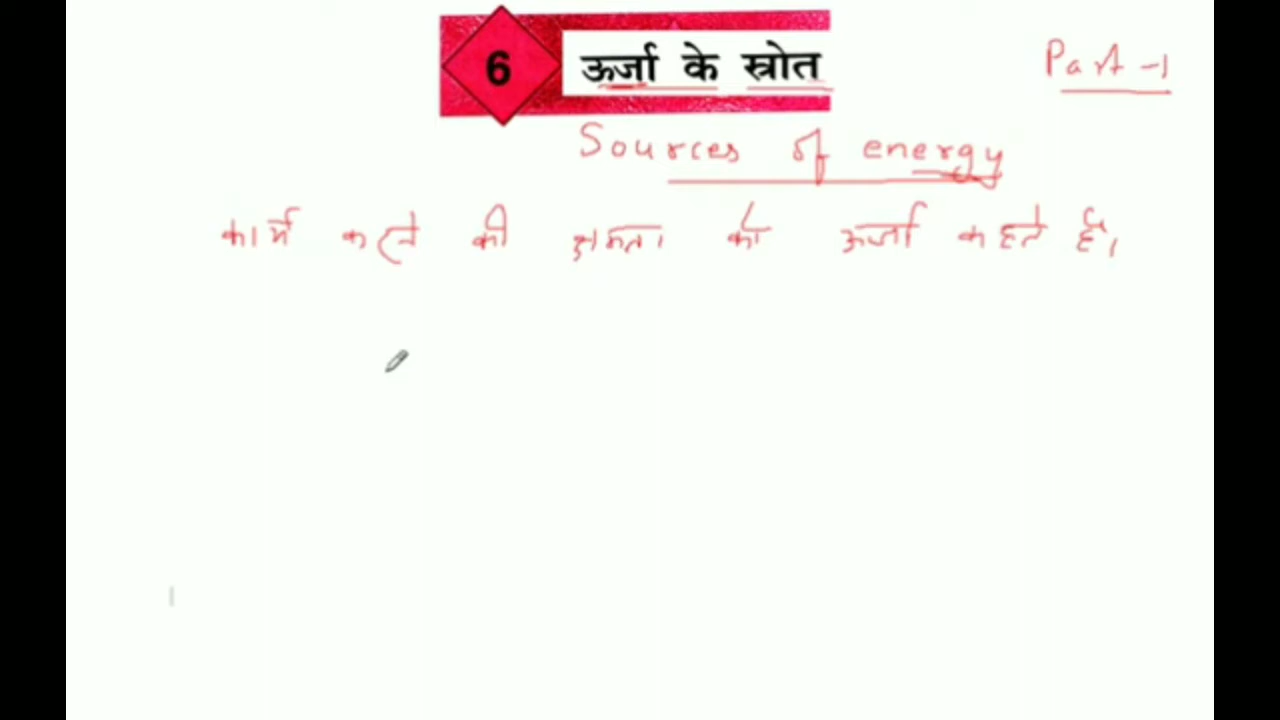 6 ऊर्जा के स्रोत
Part-1
Sources of energy
कार्य करने की क्षमता को ऊर्जा कहते हैं।